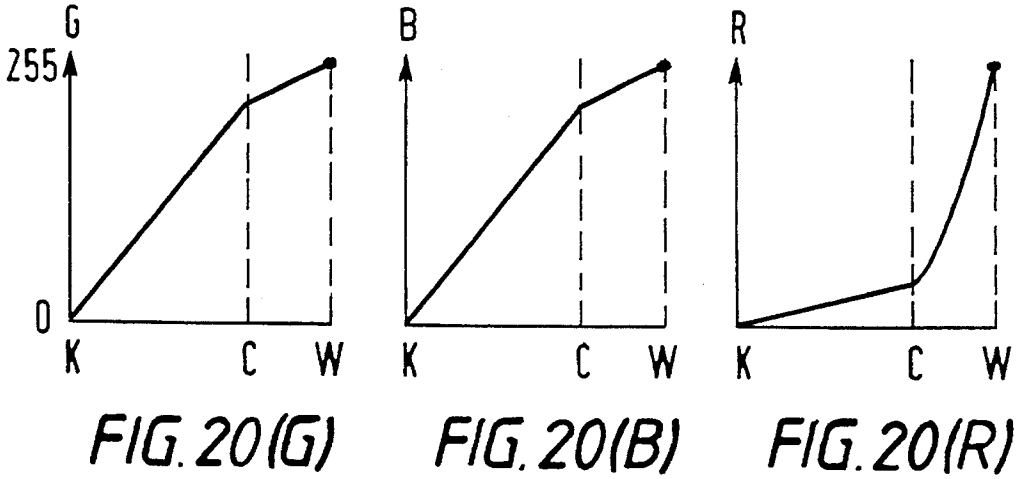 G
255
0
K C W
FIG. 20(G)
B
K C W
FIG. 20(B)
R
K C W
FIG. 20(R)